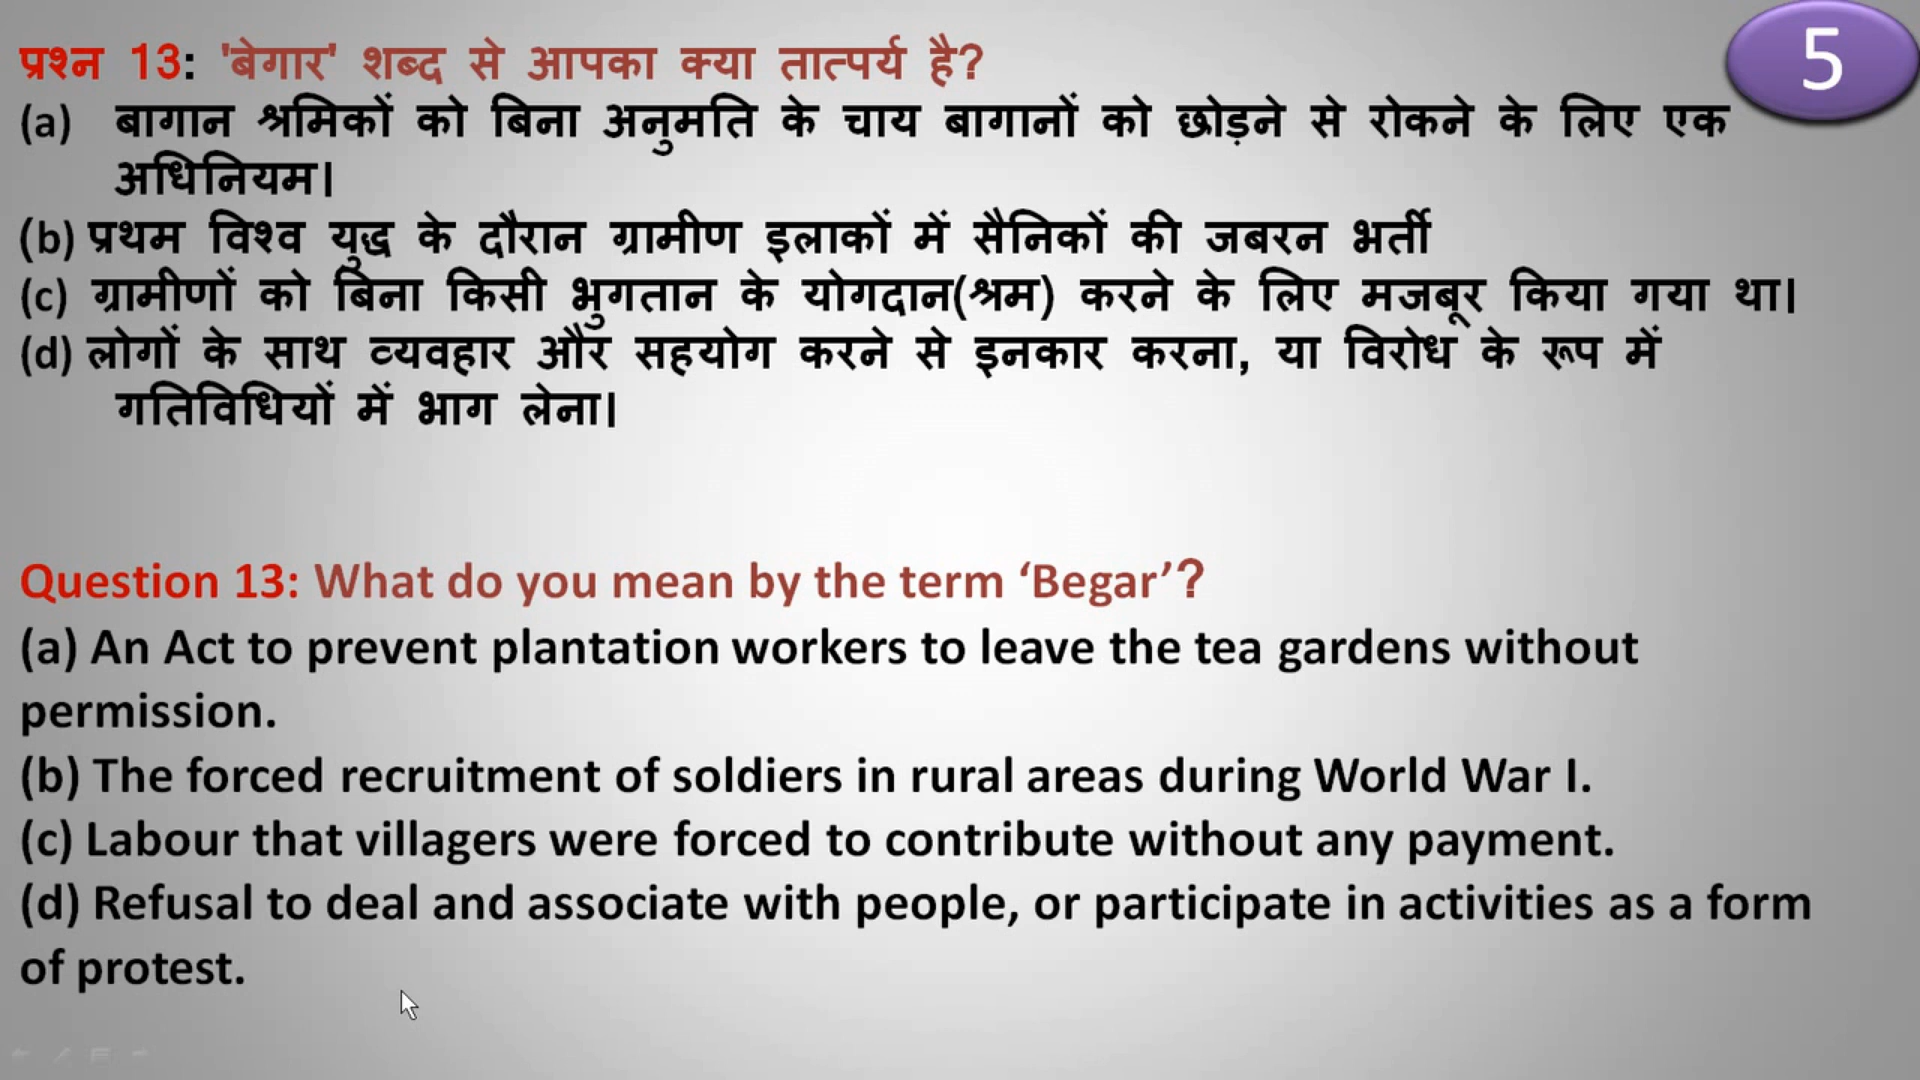 प्रश्न 13: 'बेगार' शब्द से आपका क्या तात्पर्य है?
5
(a) बागान श्रमिकों को बिना अनुमति के चाय बागानों को छोड़ने से रोकने के लिए एक
अधिनियम।
(b) प्रथम विश्व युद्ध के दौरान ग्रामीण इलाकों में सैनिकों की जबरन भर्ती
(c) ग्रामीणों को बिना किसी भुगतान के योगदान(श्रम) करने के लिए मजबूर किया गया था।
(d) लोगों के साथ व्यवहार और सहयोग करने से इनकार करना, या विरोध के रूप में
गतिविधियों में भाग लेना।
Question 13: What do you mean by the term ‘Begar’?
(a) An Act to prevent plantation workers to leave the tea gardens without
permission.
(b) The forced recruitment of soldiers in rural areas during World War I.
(c) Labour that villagers were forced to contribute without any payment.
(d) Refusal to deal and associate with people, or participate in activities as a form
of protest.